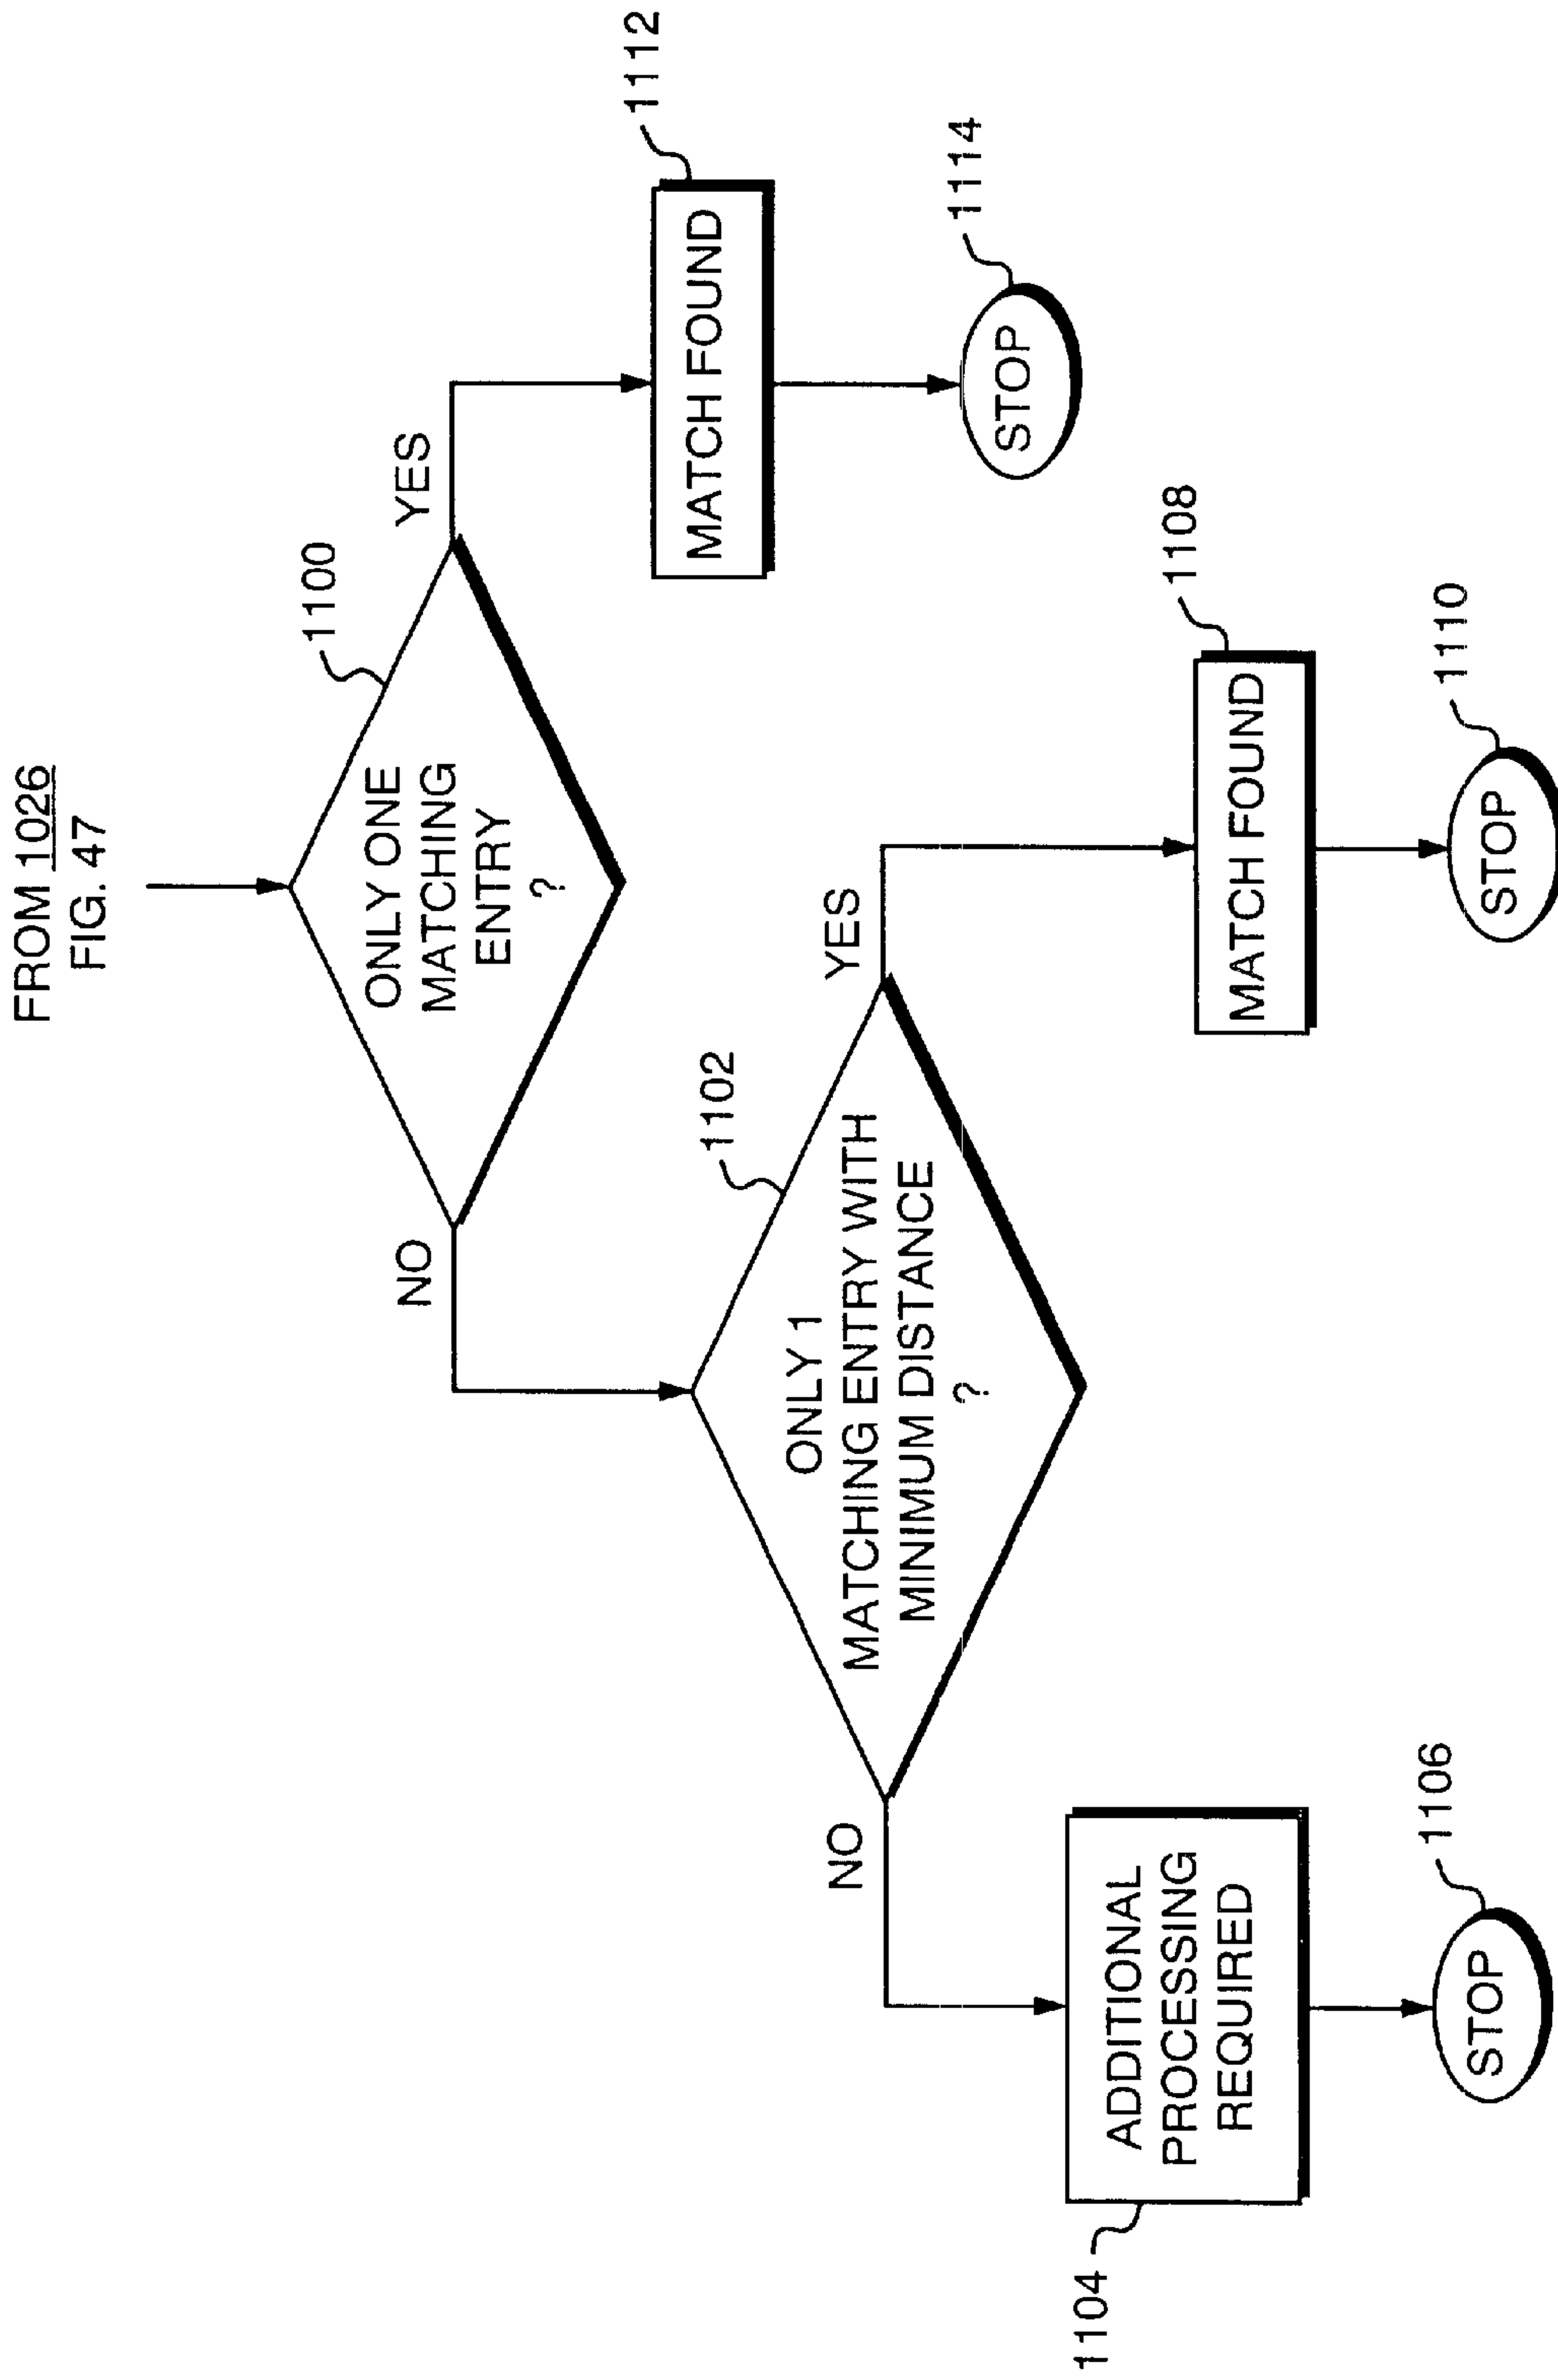 FROM 1026
FIG. 47
1100
ONLY ONE
MATCHING
ENTRY
?
NO
YES
1112
MATCH FOUND
1114
STOP
1102
ONLY 1
MATCHING ENTRY WITH
MINIMUM DISTANCE
?
NO
YES
1104
ADDITIONAL
PROCESSING
REQUIRED
1106
STOP
1108
MATCH FOUND
1110
STOP